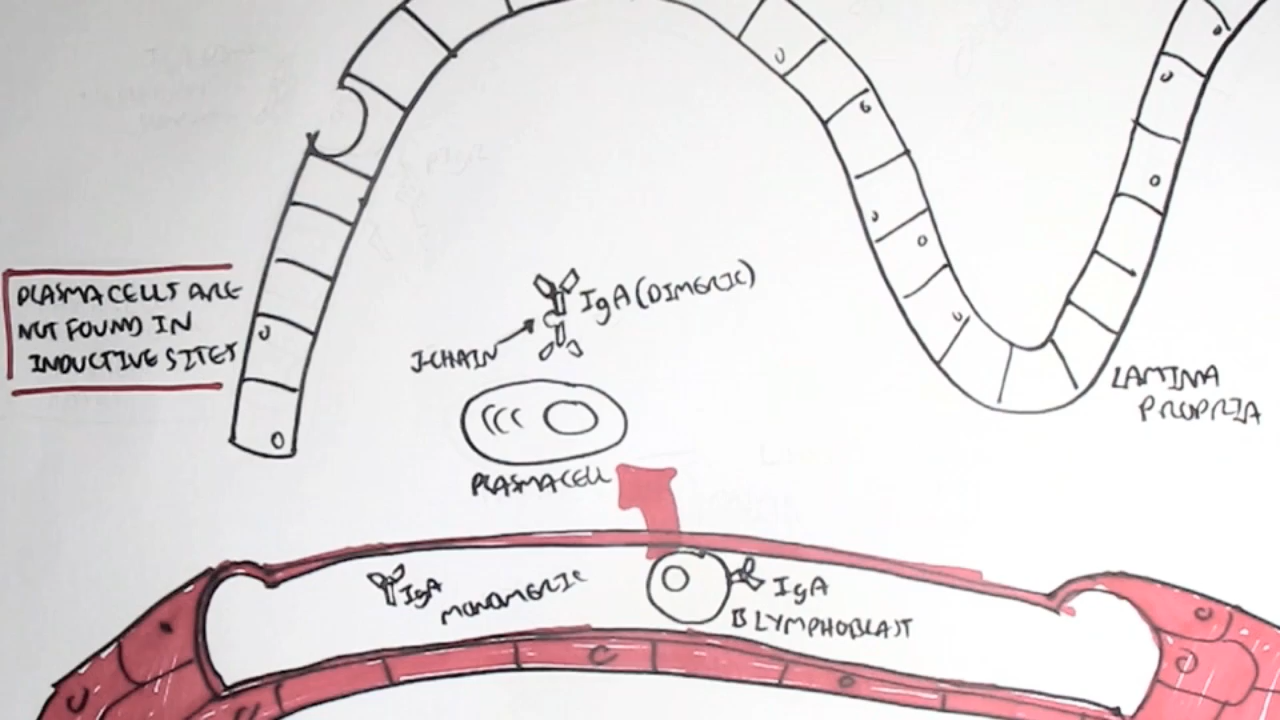 PLASMA CELLS ARE
NOT FOUND IN
INDUCTIVE SITES
IgA (DIMERIC)
J-CHAIN
PLASMA CELL
LAMINA
PROPRIA
IgA
MONOMERIC
IgA
B LYMPHOBLAST